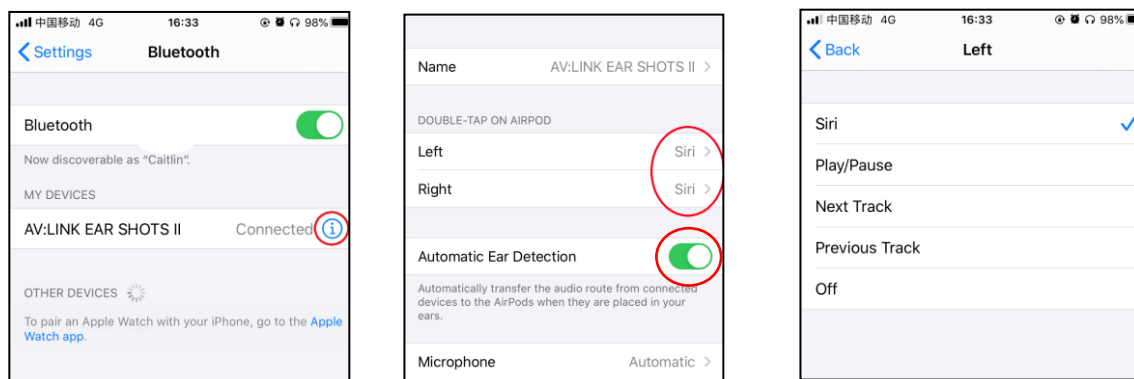 中国移动 4G 16:33 98%
Settings Bluetooth
Bluetooth
Now discoverable as “Caitlin”.
MY DEVICES
AV:LINK EAR SHOTS II Connected i
OTHER DEVICES
To pair an Apple Watch with your iPhone, go to the Apple
Watch app.
Name AV:LINK EAR SHOTS II
DOUBLE-TAP ON AIRPOD
Left Siri
Right Siri
Automatic Ear Detection
Automatically transfer the audio route from connected
devices to the AirPods when they are placed in your
ears.
Microphone Automatic
中国移动 4G 16:33 98%
Back Left
Siri
Play/Pause
Next Track
Previous Track
Off